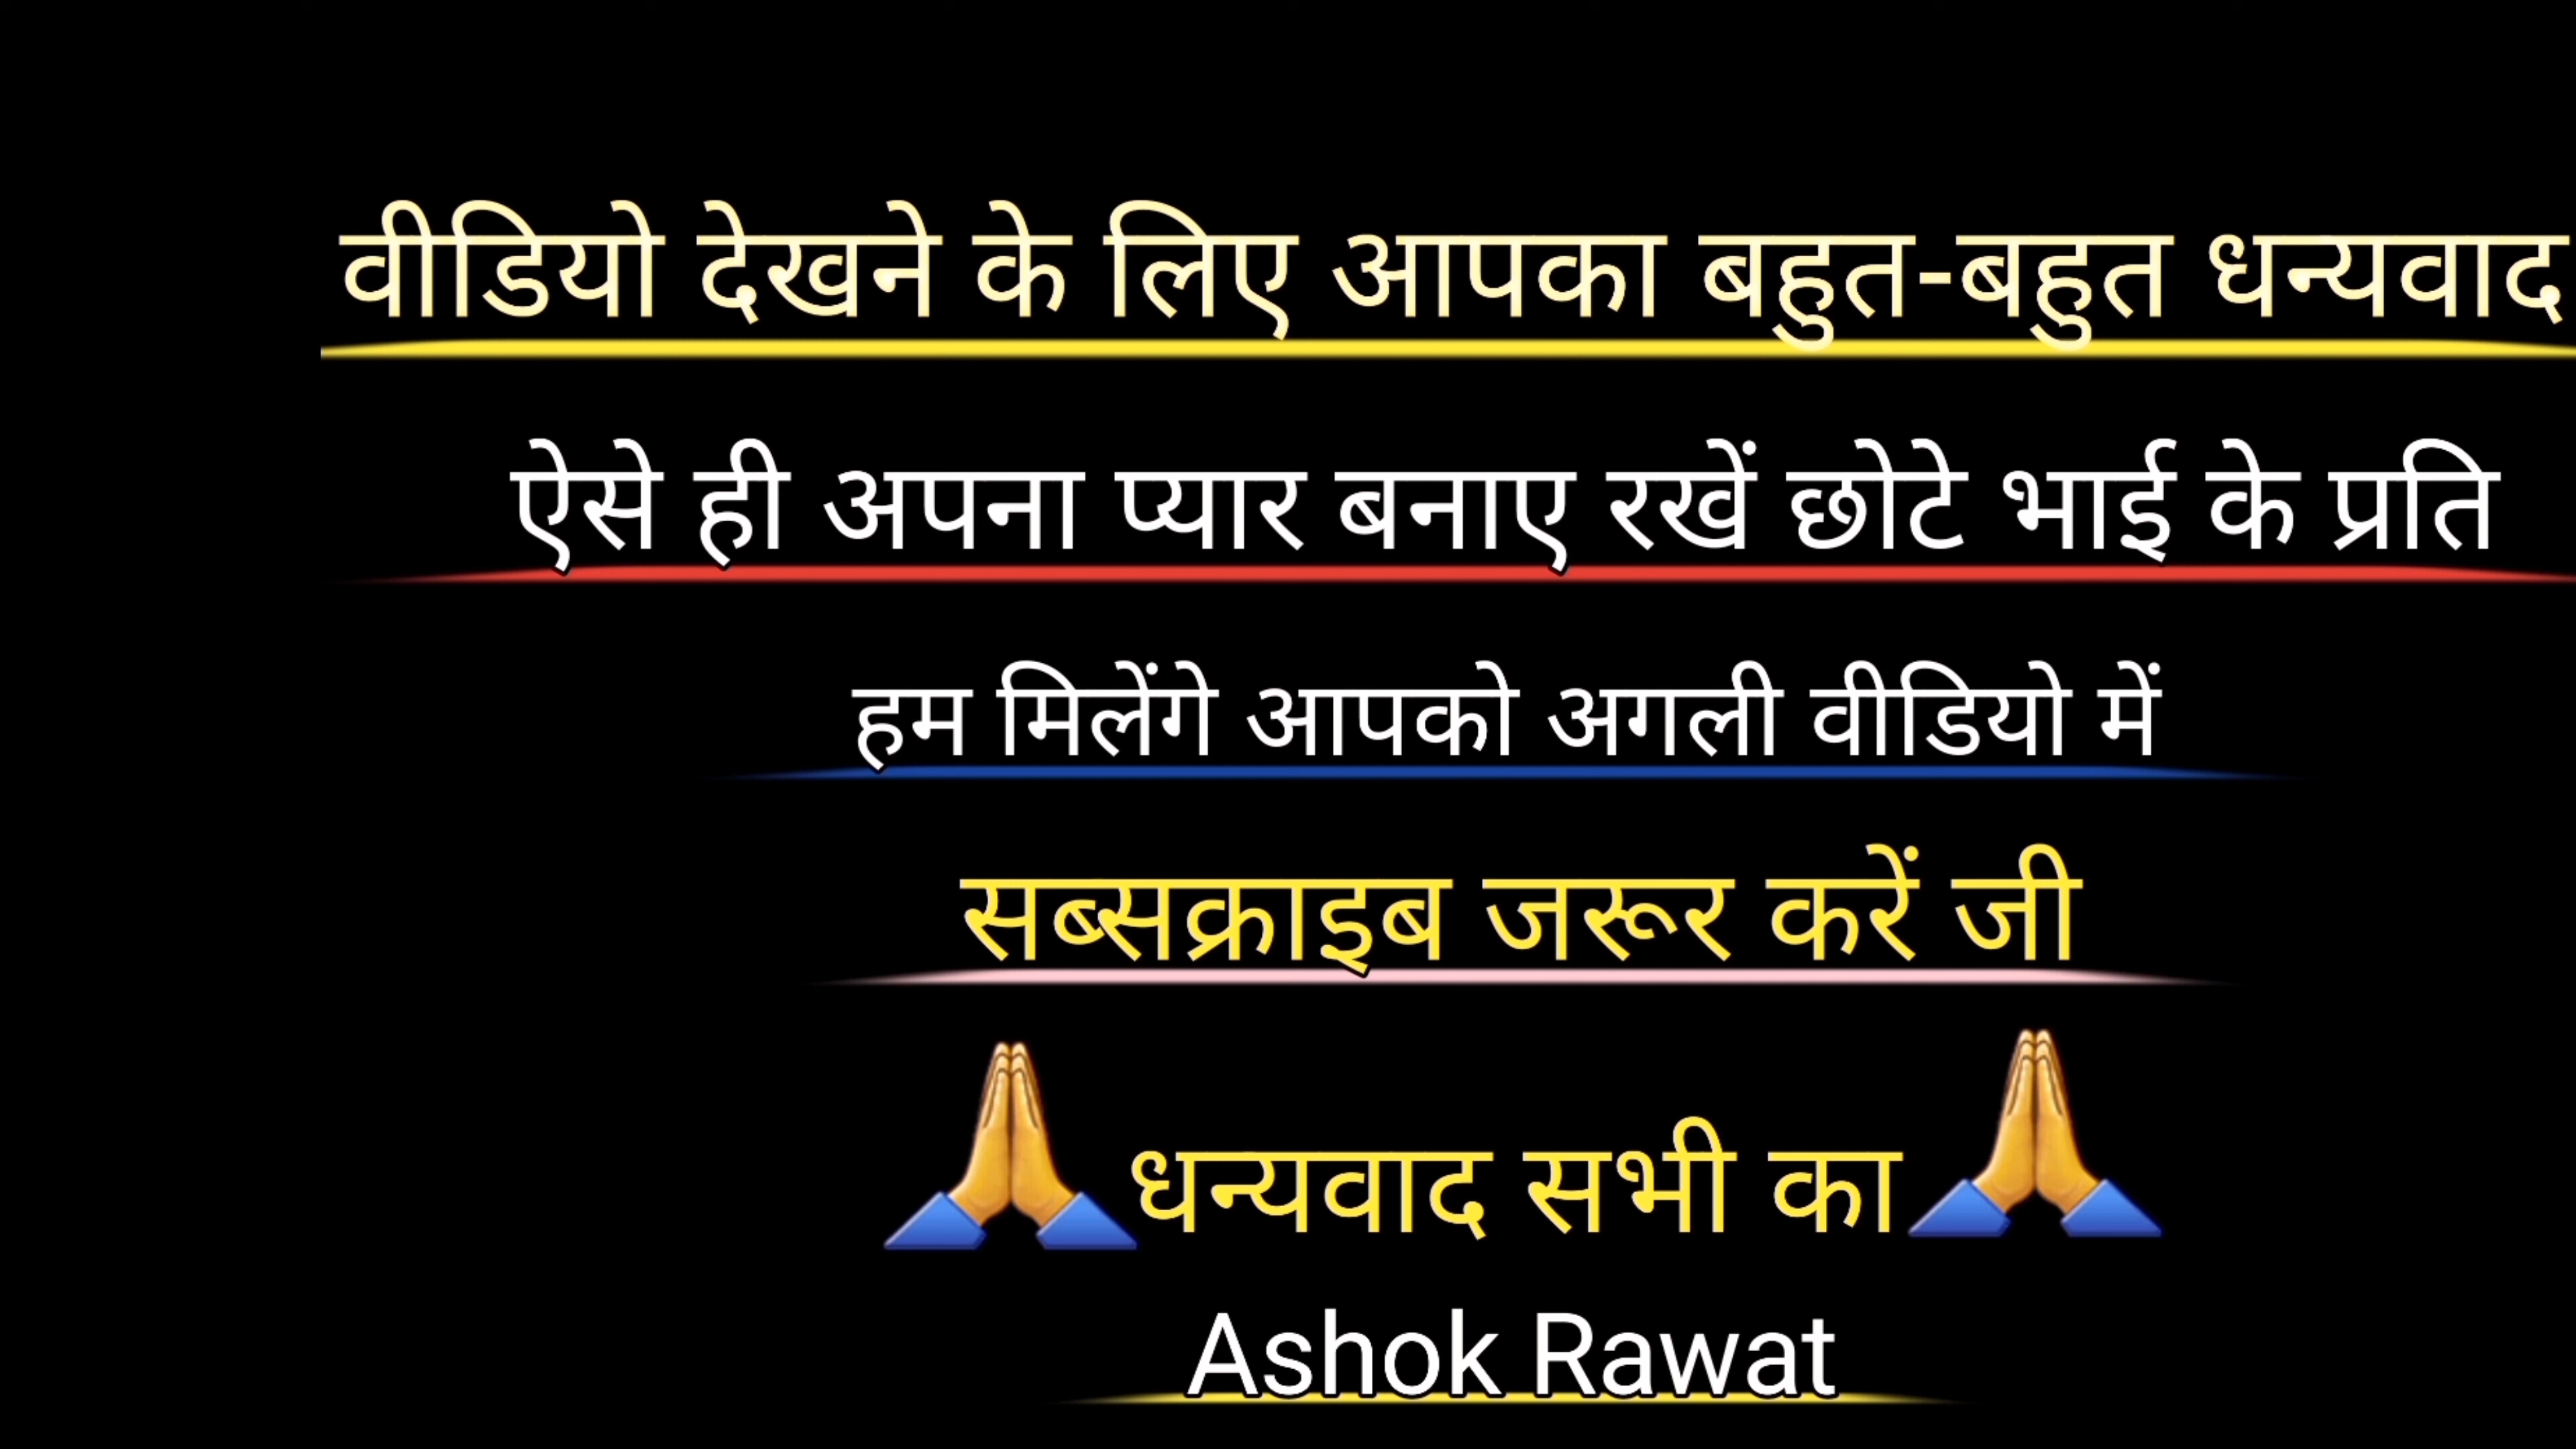 वीडियो देखने के लिए आपका बहुत-बहुत धन्यवाद
ऐसे ही अपना प्यार बनाए रखें छोटे भाई के प्रति
हम मिलेंगे आपको अगली वीडियो में
सब्सक्राइब जरूर करें जी
🙏धन्यवाद सभी का🙏
Ashok Rawat